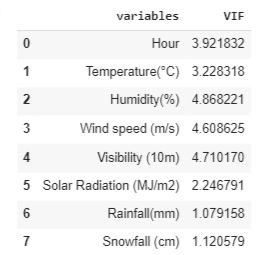 variables VIF
0 Hour 3.921832
1 Temperature(°C) 3.228318
2 Humidity(%) 4.868221
3 Wind speed (m/s) 4.608625
4 Visibility (10m) 4.710170
5 Solar Radiation (MJ/m2) 2.246791
6 Rainfall(mm) 1.079158
7 Snowfall (cm) 1.120579